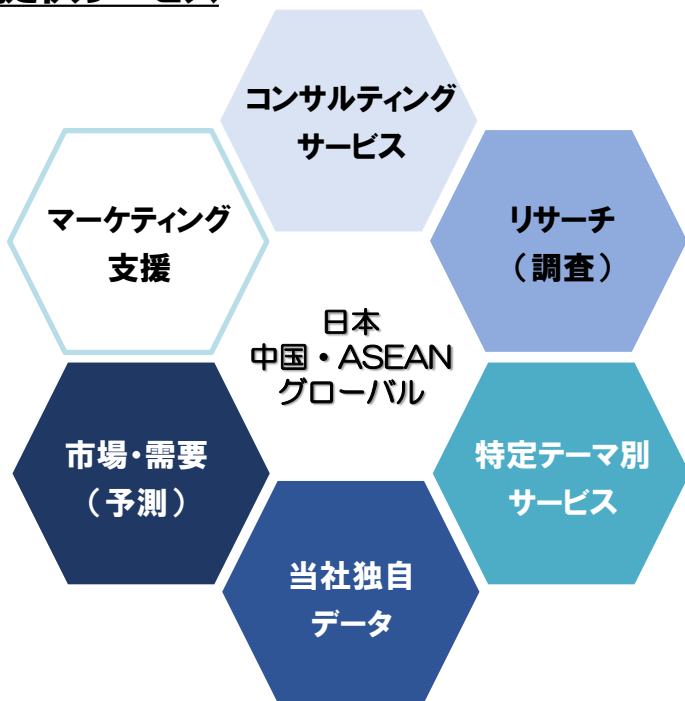 コンサルティング
サービス
マーケティング
支援
リサーチ
（調査）
日本
中国・ASEAN
グローバル
市場・需要
（予測）
特定テーマ別
サービス
当社独自
データ